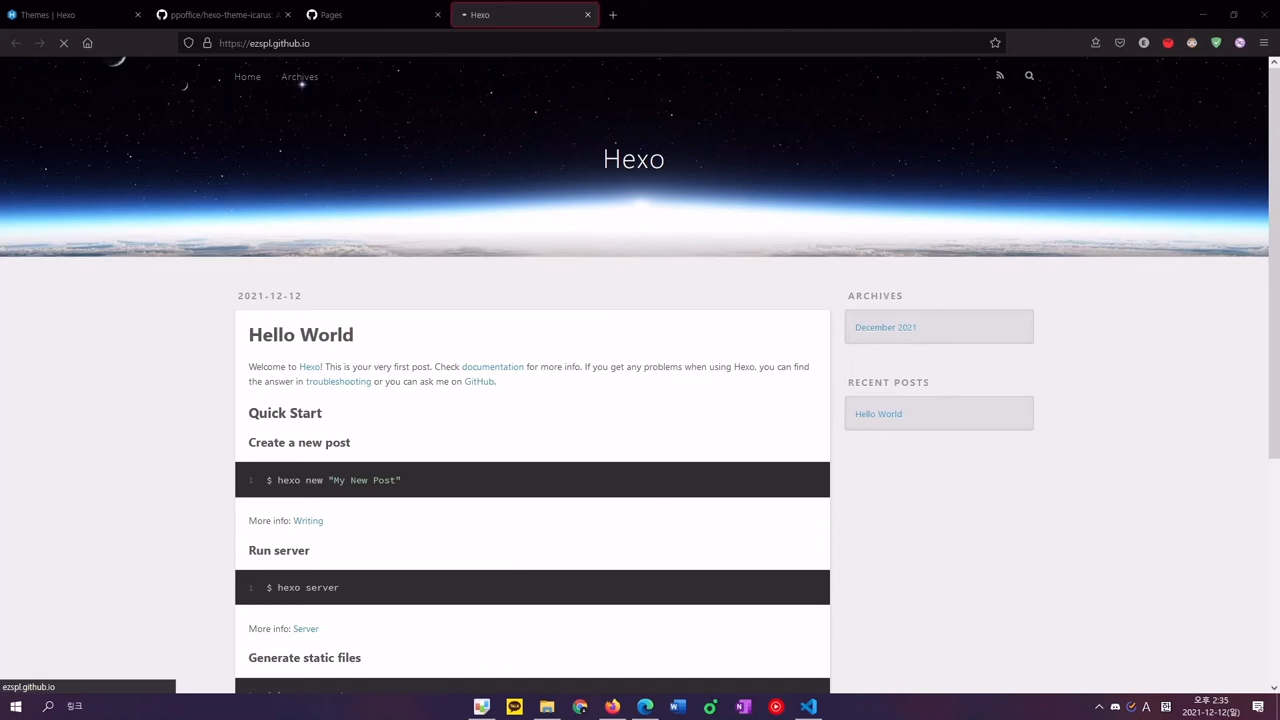 Themes | Hexo
ppoffice/hexo-theme-icarus: A
Pages
Hexo
https://ezspl.github.io
Home
Archives
Hexo
2021-12-12
Hello World
Welcome to Hexo! This is your very first post. Check documentation for more info. If you get any problems when using Hexo, you can find
the answer in troubleshooting or you can ask me on GitHub.
Quick Start
Create a new post
1 $ hexo new "My New Post"
More info: Writing
Run server
1 $ hexo server
More info: Server
Generate static files
ARCHIVES
December 2021
RECENT POSTS
Hello World
ezspl.github.io
링크
TALK
A
오후 2:35
2021-12-12(일)